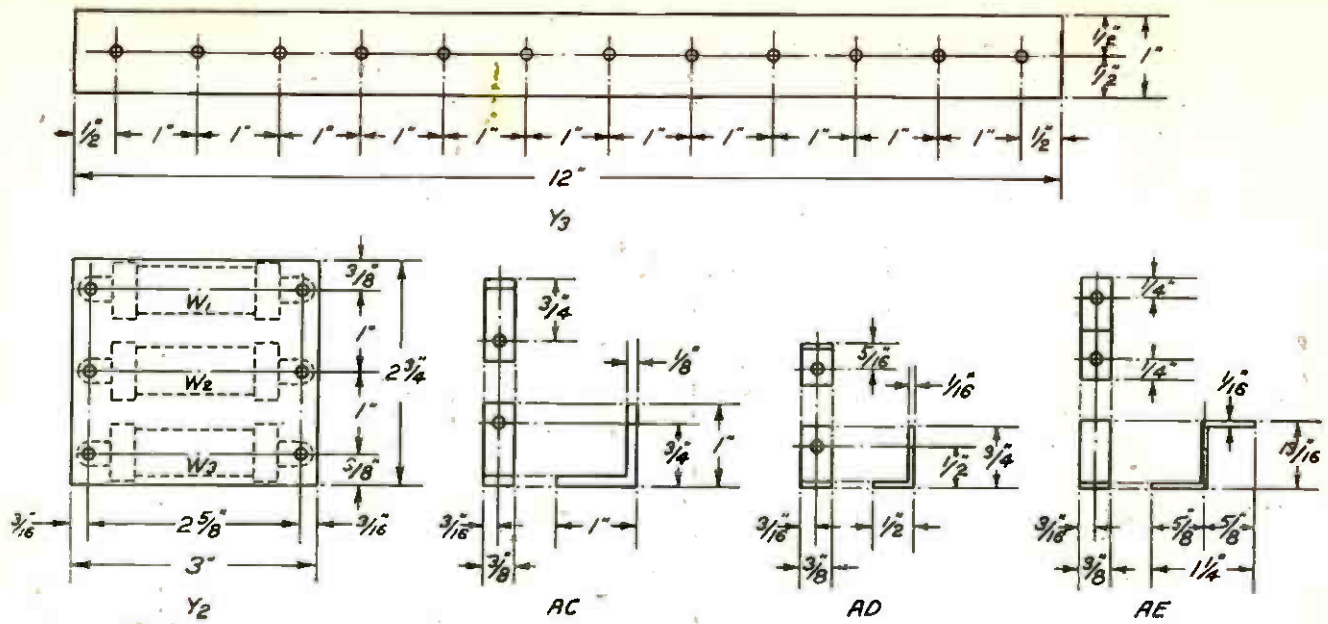 1/2"
1/2"
1"
1/2" 1" 1" 1" 1" 1" 1" 1" 1" 1" 1" 1" 1/2"
12"
Y3
3/8"
W1
1"
W2
2 3/4"
1"
W3
3/8"
3/16" 2 5/8" 3/16"
3"
Y2
3/4"
1/8"
3/4"
1"
3/16" 1"
3/8"
AC
5/16"
1/16"
1/2"
3/4"
3/16" 1/2"
3/8"
AD
1/4"
1/4"
1/16"
13/16"
3/16" 5/8" 5/8"
3/8" 1 1/4"
AE